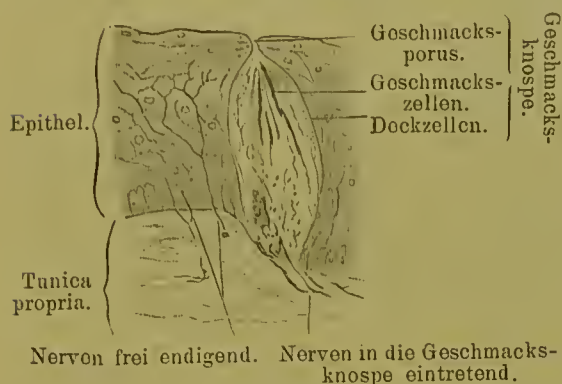 Geschmacks-
porus.
Geschmacks-
zellen.
Deckzellen.
Geschmacks-
knospe.
Epithel.
Tunica
propria.
Nerven frei endigend.
Nerven in die Geschmacks-
knospe eintretend.